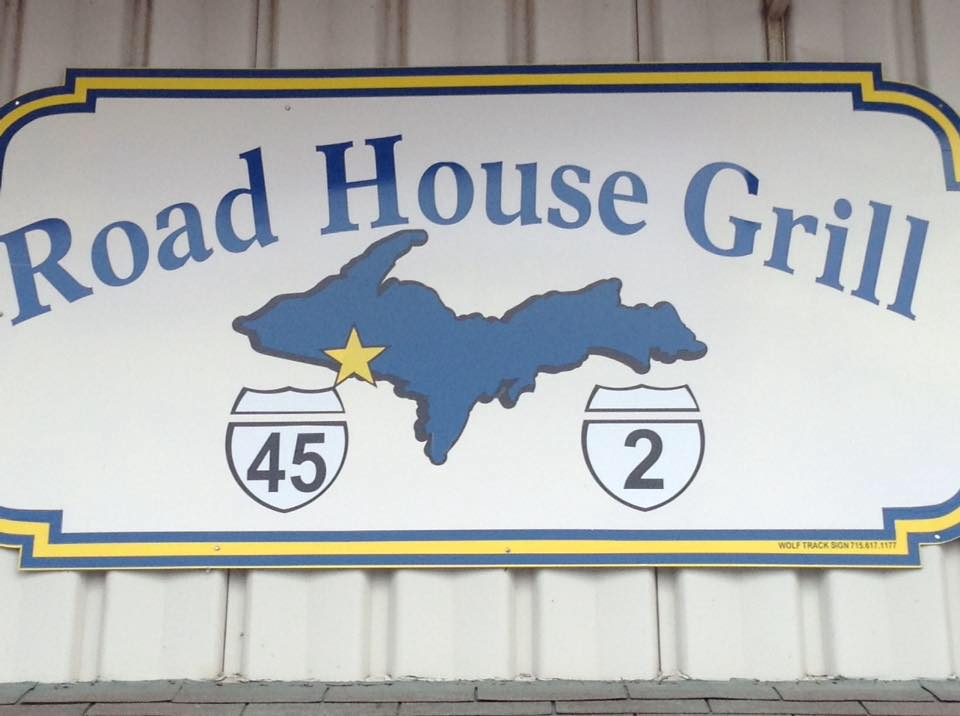 Road House Grill
45
2
WOLF TRACK SIGN 715.617.1177